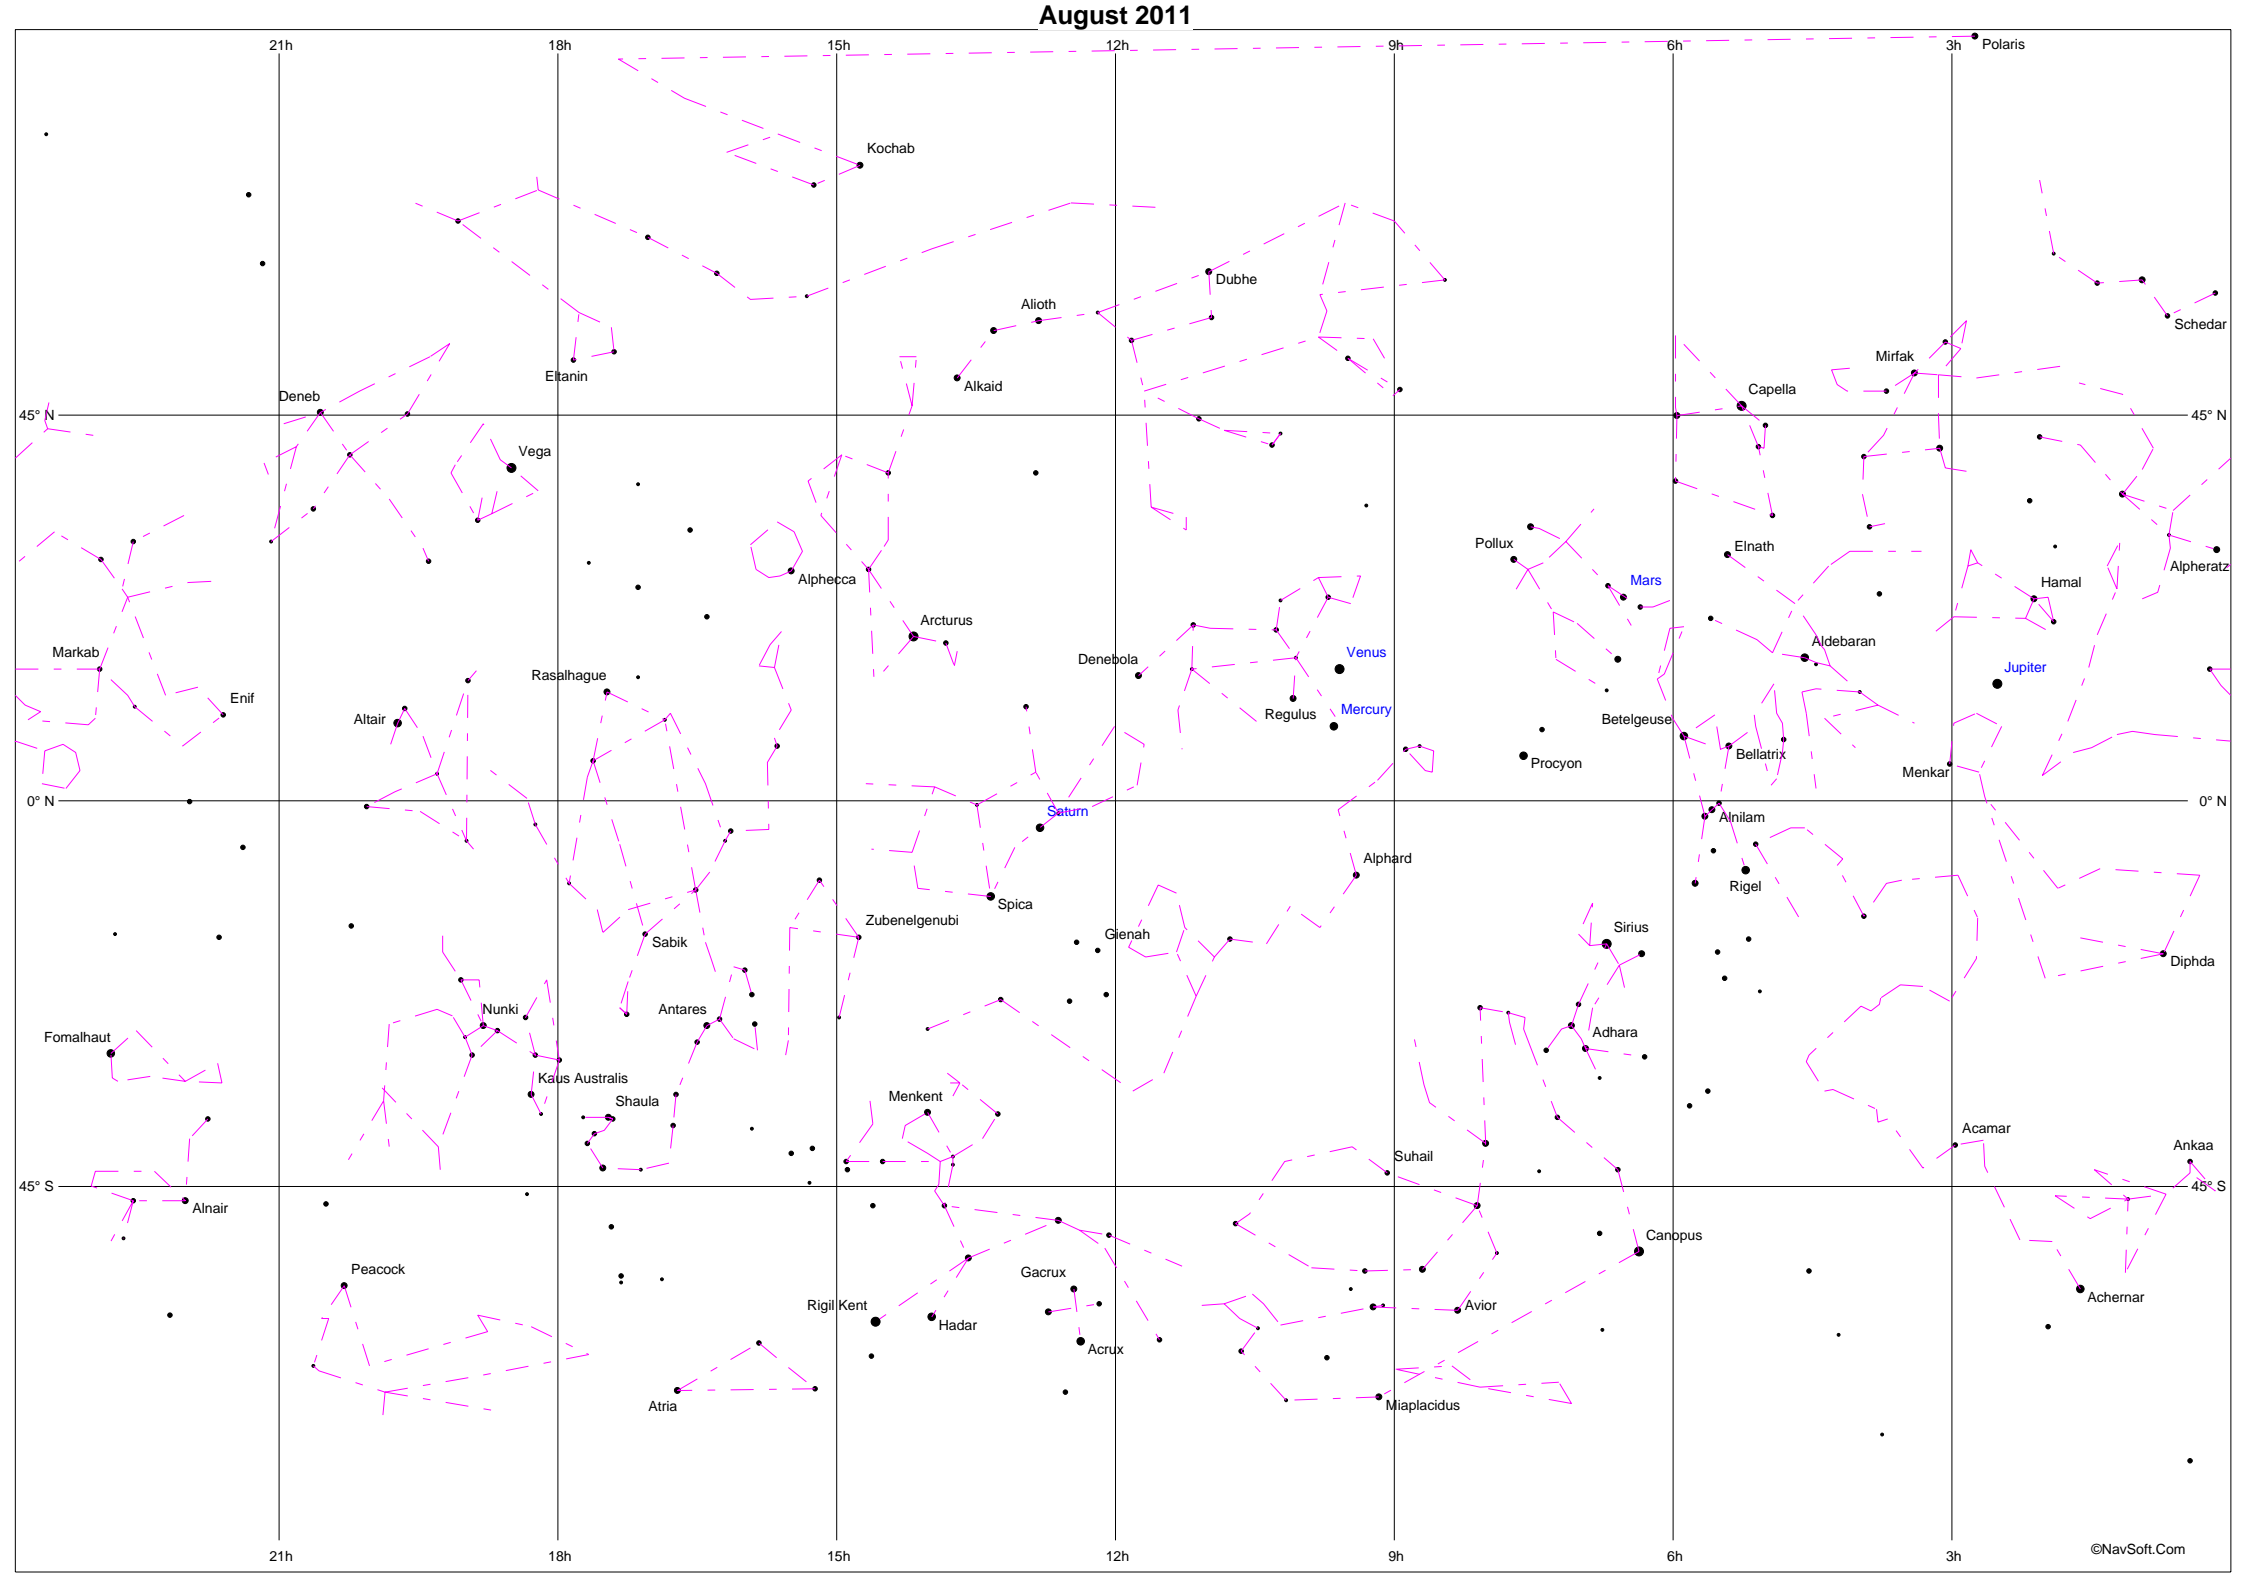 August 2011
21h 18h 15h 12h 9h 6h 3h
Polaris
Kochab
Dubhe
Alioth
Schedar
Mirfak
Eltanin
Alkaid
Capella
Deneb
45° N 45° N
Vega
Pollux
Elnath
Alphecca
Mars
Hamal
Alpheratz
Arcturus
Markab
Denebola
Venus
Aldebaran
Rasalhague
Jupiter
Enif
Altair
Regulus
Mercury
Betelgeuse
Bellatrix
Procyon
Menkar
0° N 0° N
Saturn
Alnilam
Alphard
Rigel
Spica
Zubenelgenubi
Gienah
Sirius
Sabik
Diphda
Nunki
Antares
Adhara
Fomalhaut
Kaus Australis
Shaula
Menkent
Acamar
Ankaa
Suhail
45° S 45° S
Alnair
Canopus
Peacock
Gacrux
Achernar
Rigil Kent
Hadar
Avior
Acrux
Atria
Miaplacidus
©NavSoft.Com
21h 18h 15h 12h 9h 6h 3h